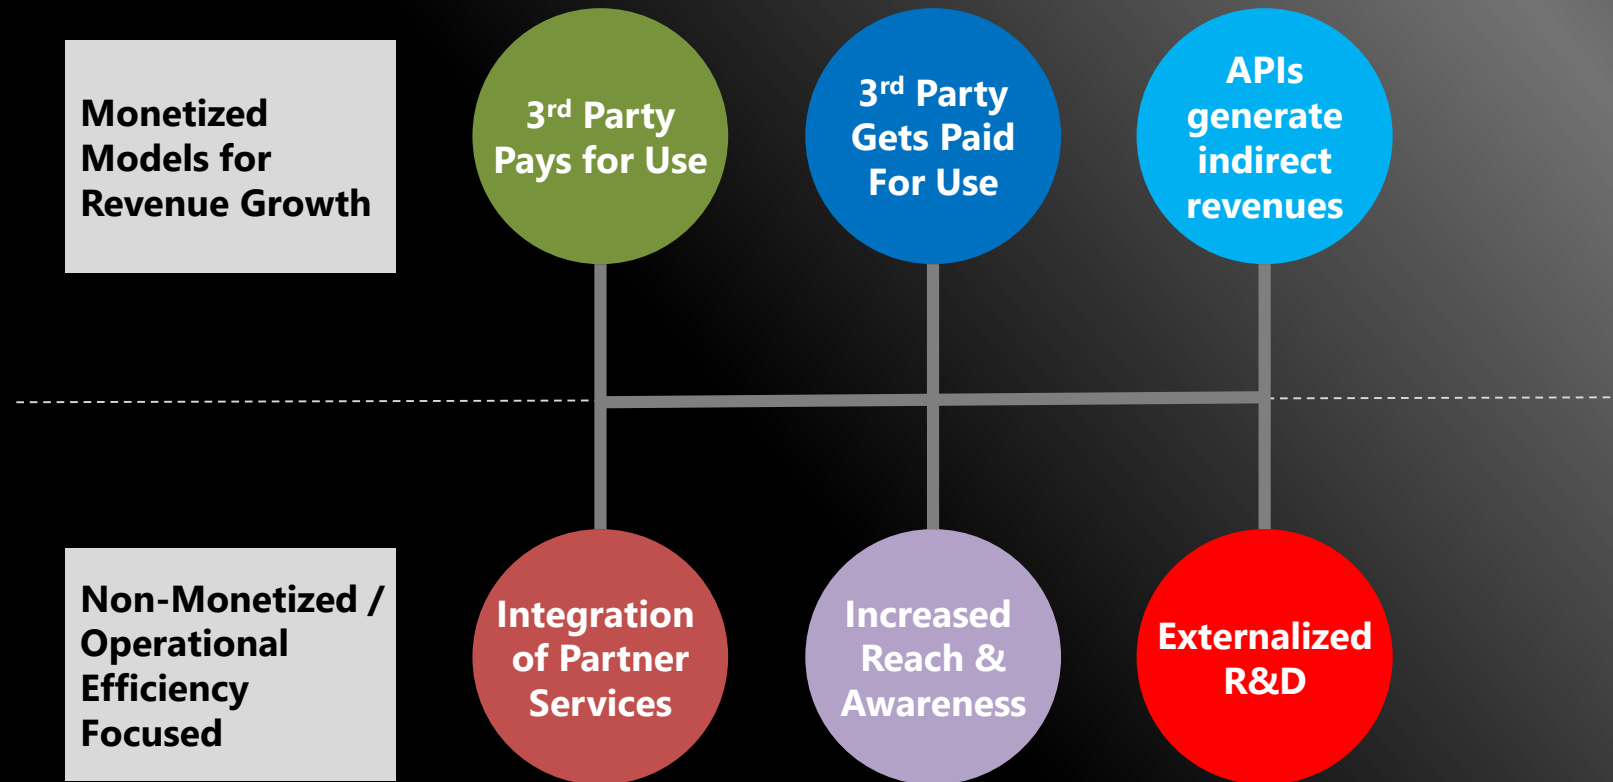 Monetized
Models for
Revenue Growth
3rd Party
Pays for Use
3rd Party
Gets Paid
For Use
APIs
generate
indirect
revenues
Non-Monetized /
Operational
Efficiency
Focused
Integration
of Partner
Services
Increased
Reach &
Awareness
Externalized
R&D